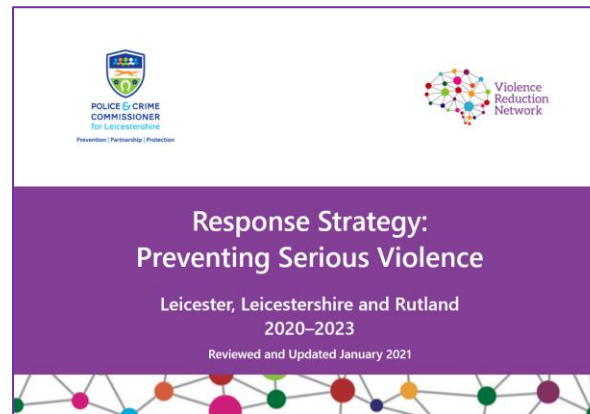 POLICE & CRIME
COMMISSIONER
for Leicestershire
Prevention | Partnership | Protection
Violence
Reduction
Network
Response Strategy:
Preventing Serious Violence
Leicester, Leicestershire and Rutland
2020–2023
Reviewed and Updated January 2021